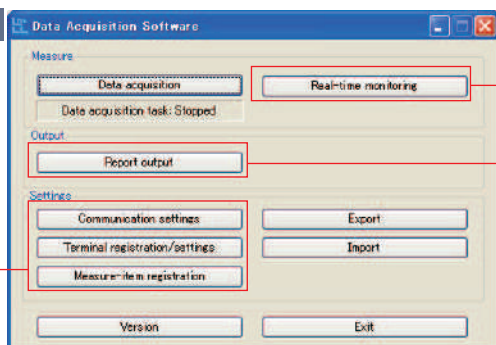 Data Acquisition Software
Measure
Data acquisition
Real-time monitoring
Data acquisition task: Stopped
Output
Report output
Settings
Communication settings
Export
Terminal registration/settings
Import
Measure-item registration
Version
Exit